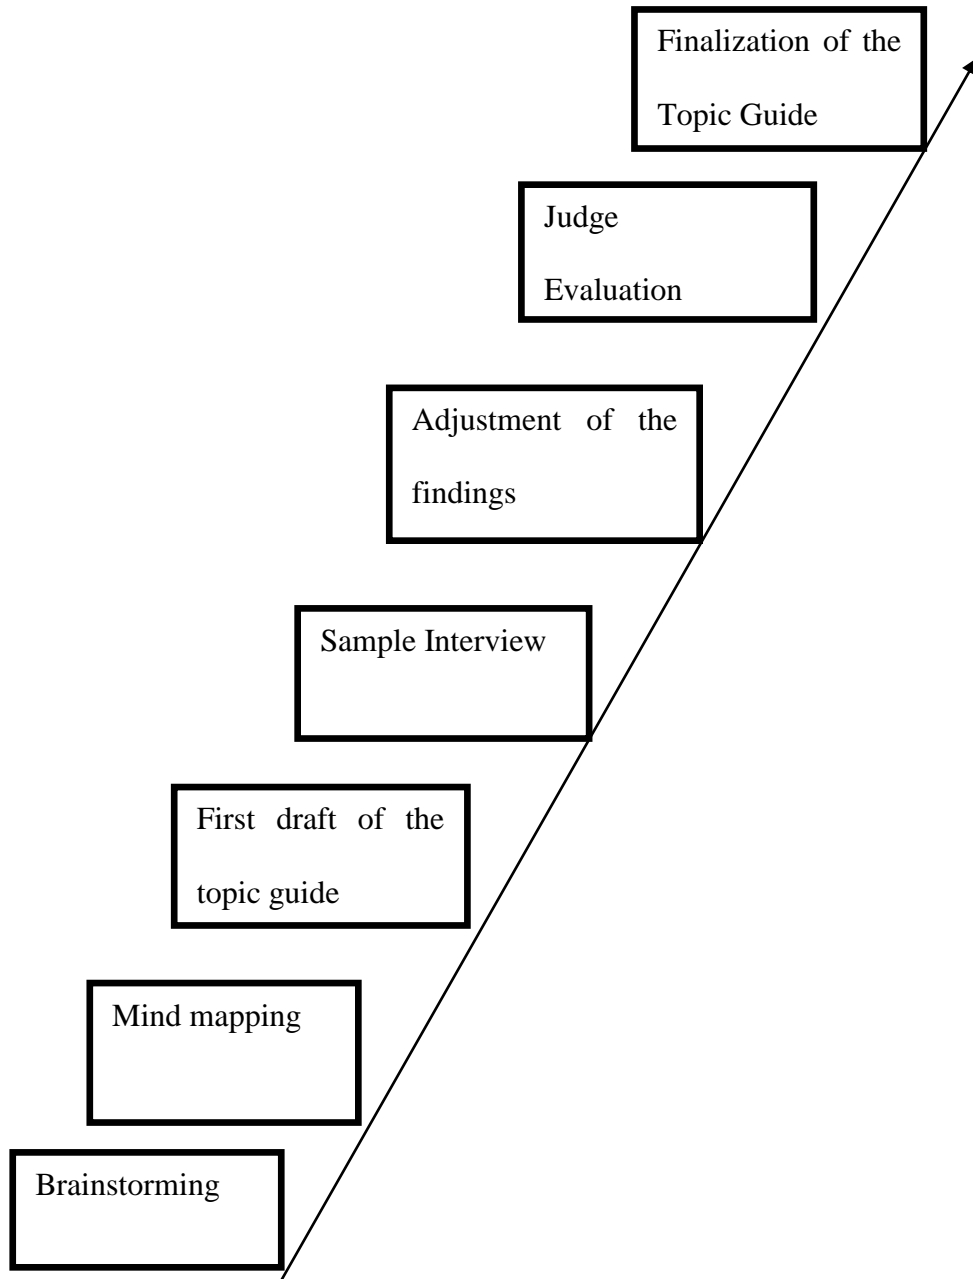 Finalization of the
Topic Guide
Judge
Evaluation
Adjustment of the
findings
Sample Interview
First draft of the
topic guide
Mind mapping
Brainstorming